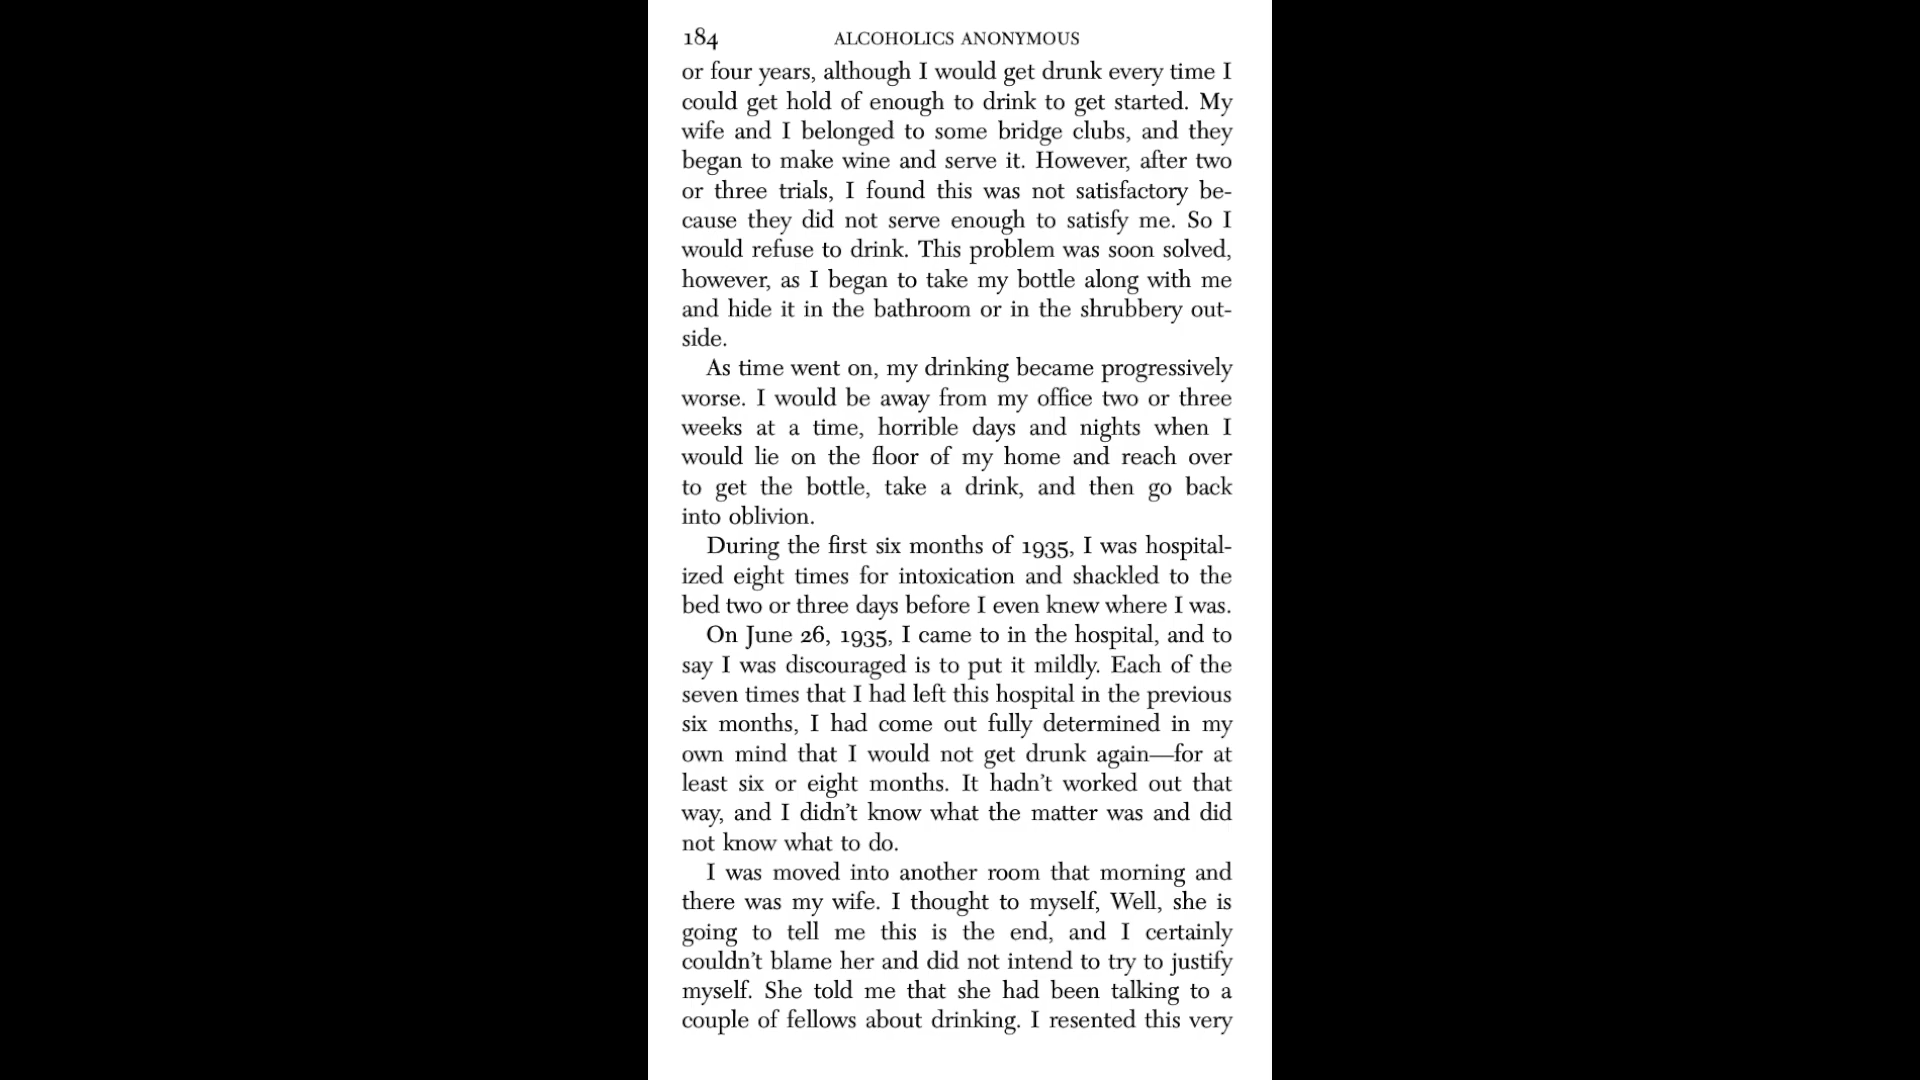 184 ALCOHOLICS ANONYMOUS
or four years, although I would get drunk every time I
could get hold of enough to drink to get started. My
wife and I belonged to some bridge clubs, and they
began to make wine and serve it. However, after two
or three trials, I found this was not satisfactory be-
cause they did not serve enough to satisfy me. So I
would refuse to drink. This problem was soon solved,
however, as I began to take my bottle along with me
and hide it in the bathroom or in the shrubbery out-
side.
As time went on, my drinking became progressively
worse. I would be away from my office two or three
weeks at a time, horrible days and nights when I
would lie on the floor of my home and reach over
to get the bottle, take a drink, and then go back
into oblivion.
During the first six months of 1935, I was hospital-
ized eight times for intoxication and shackled to the
bed two or three days before I even knew where I was.
On June 26, 1935, I came to in the hospital, and to
say I was discouraged is to put it mildly. Each of the
seven times that I had left this hospital in the previous
six months, I had come out fully determined in my
own mind that I would not get drunk again—for at
least six or eight months. It hadn't worked out that
way, and I didn't know what the matter was and did
not know what to do.
I was moved into another room that morning and
there was my wife. I thought to myself, Well, she is
going to tell me this is the end, and I certainly
couldn't blame her and did not intend to try to justify
myself. She told me that she had been talking to a
couple of fellows about drinking. I resented this very